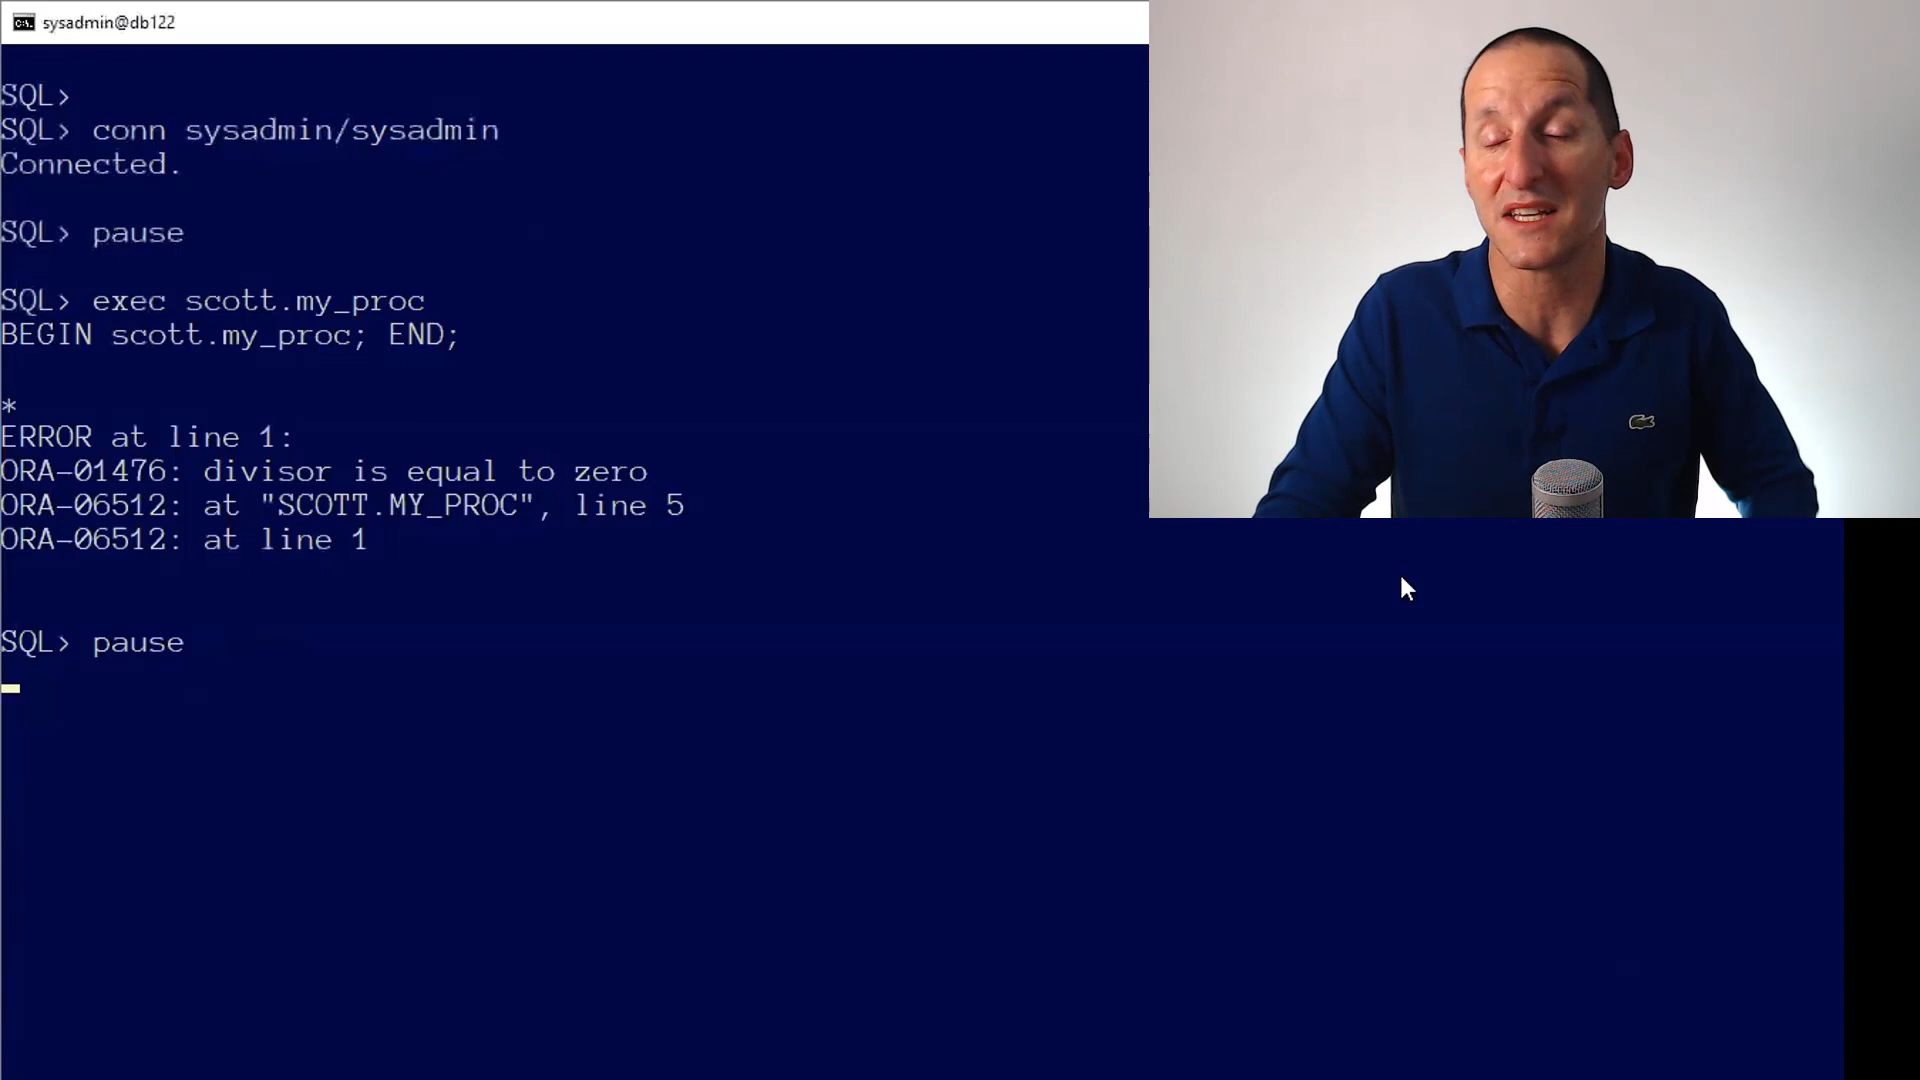 sysadmin@db122
SQL>
SQL> conn sysadmin/sysadmin
Connected.
SQL> pause
SQL> exec scott.my_proc
BEGIN scott.my_proc; END;
*
ERROR at line 1:
ORA-01476: divisor is equal to zero
ORA-06512: at "SCOTT.MY_PROC", line 5
ORA-06512: at line 1
SQL> pause